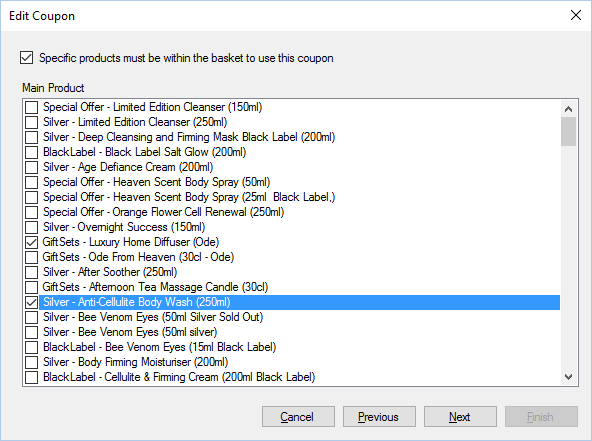 Edit Coupon
Specific products must be within the basket to use this coupon
Main Product
Special Offer - Limited Edition Cleanser (150ml)
Silver - Limited Edition Cleanser (250ml)
Silver - Deep Cleansing and Firming Mask Black Label (200ml)
BlackLabel - Black Label Salt Glow (200ml)
Silver - Age Defiance Cream (200ml)
Special Offer - Heaven Scent Body Spray (50ml)
Special Offer - Heaven Scent Body Spray (25ml  Black Label,)
Special Offer - Orange Flower Cell Renewal (250ml)
Silver - Overnight Success (150ml)
GiftSets - Luxury Home Diffuser (Ode)
GiftSets - Ode From Heaven (30cl - Ode)
Silver - After Soother (250ml)
GiftSets - Afternoon Tea Massage Candle (30cl)
Silver - Anti-Cellulite Body Wash (250ml)
Silver - Bee Venom Eyes (50ml Silver Sold Out)
Silver - Bee Venom Eyes (50ml silver)
BlackLabel - Bee Venom Eyes (15ml Black Label)
Silver - Body Firming Moisturiser (200ml)
BlackLabel - Cellulite & Firming Cream (200ml Black Label)
Cancel Previous Next Finish